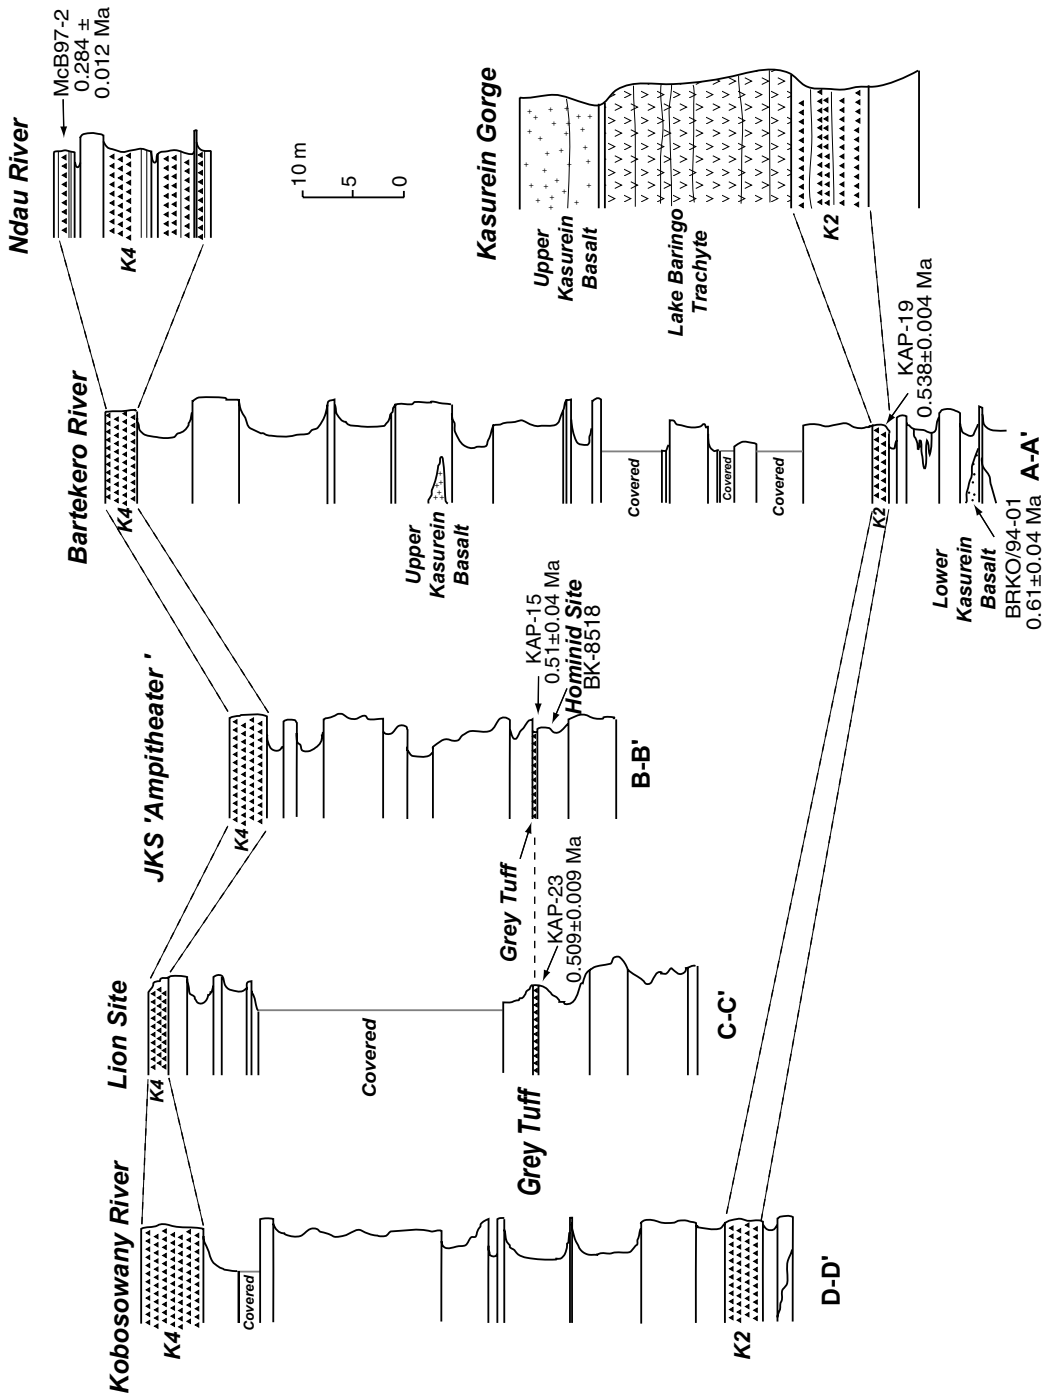 Kobosowany River
K4
Covered
K2
D-D'
Lion Site
K4
Covered
Grey Tuff
KAP-23
0.509±0.009 Ma
C-C'
JKS 'Ampitheater '
K4
Grey Tuff
KAP-15
0.51±0.04 Ma
Hominid Site
BK-8518
B-B'
Bartekero River
K4
Upper
Kasurein
Basalt
Covered
Covered
Covered
K2
KAP-19
0.538±0.004 Ma
Lower
Kasurein
Basalt
BRKO/94-01
0.61±0.04 Ma
A-A'
Ndau River
McB97-2
0.284 ±
0.012 Ma
K4
10 m
5
0
Kasurein Gorge
Upper
Kasurein
Basalt
Lake Baringo
Trachyte
K2